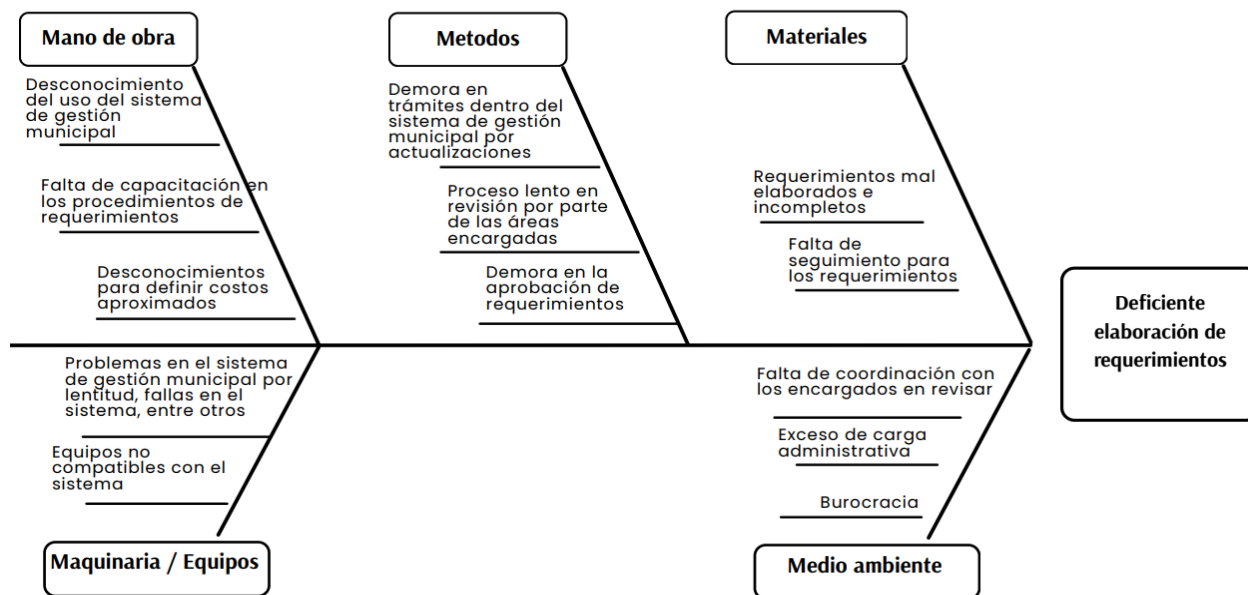 Mano de obra
Desconocimiento
del uso del sistema
de gestión
municipal
Falta de capacitación en
los procedimientos de
requerimientos
Desconocimientos
para definir costos
aproximados
Metodos
Demora en
trámites dentro del
sistema de gestión
municipal por
actualizaciones
Proceso lento en
revisión por parte
de las áreas
encargadas
Demora en la
aprobación de
requerimientos
Materiales
Requerimientos mal
elaborados e
incompletos
Falta de
seguimiento para
los requerimientos
Deficiente
elaboración de
requerimientos
Problemas en el sistema
de gestión municipal por
lentitud, fallas en el
sistema, entre otros
Equipos no
compatibles con el
sistema
Maquinaria / Equipos
Falta de coordinación con
los encargados en revisar
Exceso de carga
administrativa
Burocracia
Medio ambiente